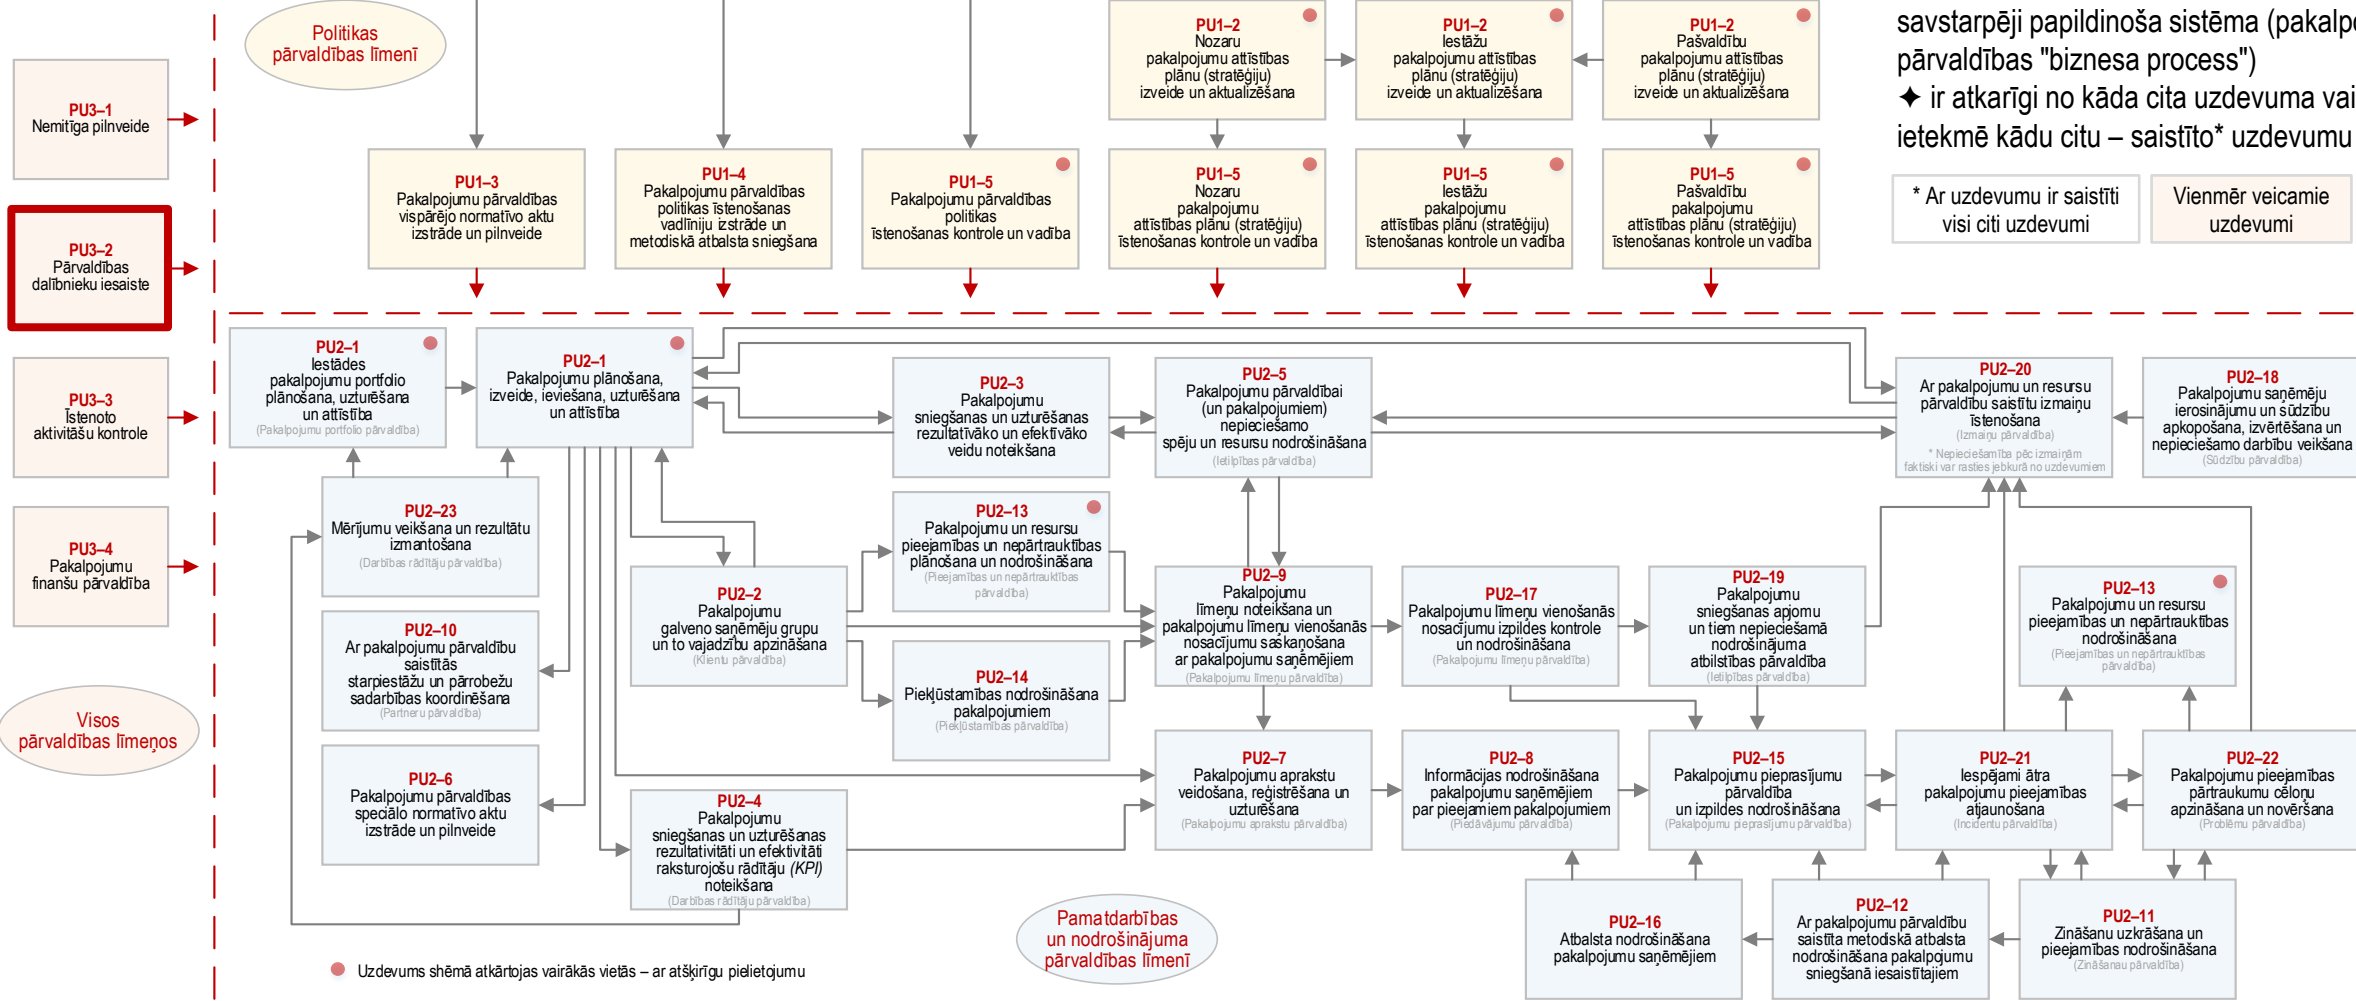 Politikas
pārvaldības līmenī
PU1–2
Nozaru
pakalpojumu attīstības
plānu (stratēģiju)
izveide un aktualizēšana
PU1–2
Iestāžu
pakalpojumu attīstības
plānu (stratēģiju)
izveide un aktualizēšana
PU1–2
Pašvaldību
pakalpojumu attīstības
plānu (stratēģiju)
izveide un aktualizēšana
savstarpēji papildinoša sistēma (pakalpo
pārvaldības "biznesa process")
✦ ir atkarīgi no kāda cita uzdevuma vai
ietekmē kādu citu – saistīto* uzdevumu
* Ar uzdevumu ir saistīti
visi citi uzdevumi
Vienmēr veicamie
uzdevumi
PU3–1
Nemitīga pilnveide
PU3–2
Pārvaldības
dalībnieku iesaiste
PU3–3
Īstenoto
aktivitāšu kontrole
PU3–4
Pakalpojumu
finanšu pārvaldība
Visos
pārvaldības līmeņos
PU1–3
Pakalpojumu pārvaldības
vispārējo normatīvo aktu
izstrāde un pilnveide
PU1–4
Pakalpojumu pārvaldības
politikas īstenošanas
vadlīniju izstrāde un
metodiskā atbalsta sniegšana
PU1–5
Pakalpojumu pārvaldības
politikas
īstenošanas kontrole un vadība
PU1–5
Nozaru
pakalpojumu
attīstības plānu (stratēģiju)
īstenošanas kontrole un vadība
PU1–5
Iestāžu
pakalpojumu
attīstības plānu (stratēģiju)
īstenošanas kontrole un vadība
PU1–5
Pašvaldību
pakalpojumu
attīstības plānu (stratēģiju)
īstenošanas kontrole un vadība
PU2–1
Iestādes
pakalpojumu portfolio
plānošana, uzturēšana
un attīstība
(Pakalpojumu portfolio pārvaldība)
PU2–1
Pakalpojumu plānošana,
izveide, ieviešana, uzturēšana
un attīstība
PU2–3
Pakalpojumu
sniegšanas un uzturēšanas
rezultatīvāko un efektīvāko
veidu noteikšana
PU2–5
Pakalpojumu pārvaldībai
(un pakalpojumiem)
nepieciešamo
spēju un resursu nodrošināšana
(Ietilpības pārvaldība)
PU2–20
Ar pakalpojumu un resursu
pārvaldību saistītu izmaiņu
īstenošana
(Izmaiņu pārvaldība)
* Nepieciešamība pēc izmaiņām
faktiski var rasties jebkurā no uzdevumiem
PU2–18
Pakalpojumu saņēmēju
ierosinājumu un sūdzību
apkopošana, izvērtēšana un
nepieciešamo darbību veikšana
(Sūdzību pārvaldība)
PU2–23
Mērījumu veikšana un rezultātu
izmantošana
(Darbības rādītāju pārvaldība)
PU2–13
Pakalpojumu un resursu
pieejamības un nepārtrauktības
plānošana un nodrošināšana
(Pieejamības un nepārtrauktības
pārvaldība)
PU2–2
Pakalpojumu
galveno saņēmēju grupu
un to vajadzību apzināšana
(Klientu pārvaldība)
PU2–9
Pakalpojumu
līmeņu noteikšana un
pakalpojumu līmeņu vienošanās
nosacījumu saskaņošana
ar pakalpojumu saņēmējiem
(Pakalpojumu līmeņu pārvaldība)
PU2–17
Pakalpojumu līmeņu vienošanās
nosacījumu izpildes kontrole
un nodrošināšana
(Pakalpojumu līmeņu pārvaldība)
PU2–19
Pakalpojumu
sniegšanas apjomu
un tiem nepieciešamā
nodrošinājuma
atbilstības pārvaldība
(Ietilpības pārvaldība)
PU2–13
Pakalpojumu un resursu
pieejamības un nepārtrauktības
nodrošināšana
(Pieejamības un nepārtrauktības
pārvaldība)
PU2–10
Ar pakalpojumu pārvaldību
saistītās
starpiestāžu un pārrobežu
sadarbības koordinēšana
(Partneru pārvaldība)
PU2–14
Piekļūstamības nodrošināšana
pakalpojumiem
(Piekļūstamības pārvaldība)
PU2–6
Pakalpojumu pārvaldības
speciālo normatīvo aktu
izstrāde un pilnveide
PU2–4
Pakalpojumu
sniegšanas un uzturēšanas
rezultativitāti un efektivitāti
raksturojošu rādītāju (KPI)
noteikšana
(Darbības rādītāju pārvaldība)
PU2–7
Pakalpojumu aprakstu
veidošana, reģistrēšana un
uzturēšana
(Pakalpojumu aprakstu pārvaldība)
PU2–8
Informācijas nodrošināšana
pakalpojumu saņēmējiem
par pieejamiem pakalpojumiem
(Piedāvājumu pārvaldība)
PU2–15
Pakalpojumu pieprasījumu
pārvaldība
un izpildes nodrošināšana
(Pakalpojumu pieprasījumu pārvaldība)
PU2–21
Iespējami ātra
pakalpojumu pieejamības
atjaunošana
(Incidentu pārvaldība)
PU2–22
Pakalpojumu pieejamības
pārtraukumu cēloņu
apzināšana un novēršana
(Problēmu pārvaldība)
Pamatdarbības
un nodrošinājuma
pārvaldības līmenī
PU2–16
Atbalsta nodrošināšana
pakalpojumu saņēmējiem
PU2–12
Ar pakalpojumu pārvaldību
saistīta metodiskā atbalsta
nodrošināšana pakalpojumu
sniegšanā iesaistītajiem
PU2–11
Zināšanu uzkrāšana un
pieejamības nodrošināšana
(Zināšanau pārvaldība)
Uzdevums shēmā atkārtojas vairākās vietās – ar atšķirīgu pielietojumu